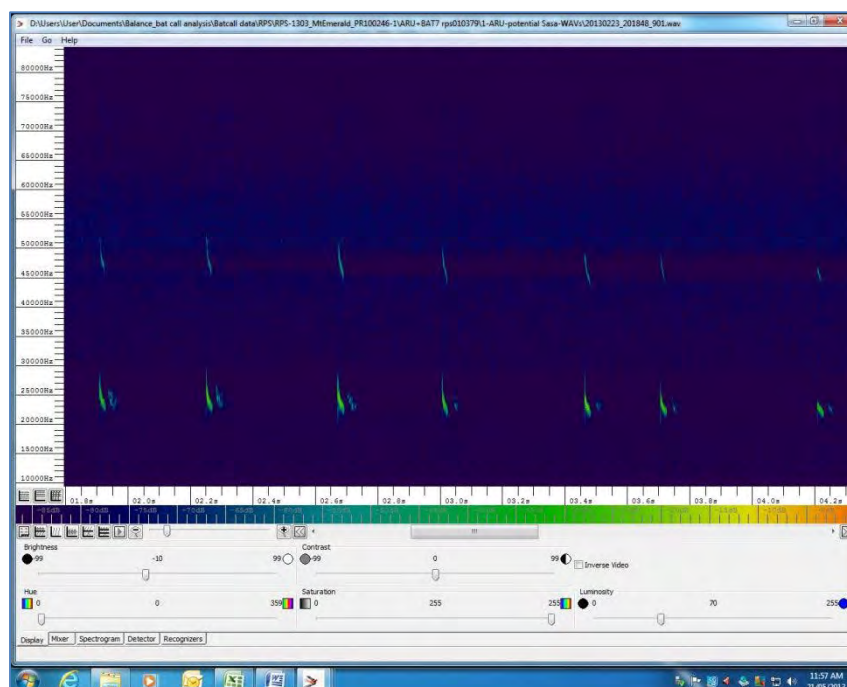 D:\Users\User\Documents\Balance_bat call analysis\Batcall data\RPS\RPS-1303_MtEmerald_PR100246-1\ARU+BAT7 rps010379\1-ARU-potential Sasa-WAVs\20130223_201848_901.wav
File Go Help
80000Hz
75000Hz
70000Hz
65000Hz
60000Hz
55000Hz
50000Hz
45000Hz
40000Hz
35000Hz
30000Hz
25000Hz
20000Hz
15000Hz
10000Hz
01.8s 02.0s 02.2s 02.4s 02.6s 02.8s 03.0s 03.2s 03.4s 03.6s 03.8s 04.0s 04.2s
Brightness Contrast
-99 -10 99 -99 0 99 Inverse Video
Hue Saturation Luminosity
0 0 359 0 255 255 0 70 255
Display Mixer Spectrogram Detector Recognizers
11:57 AM